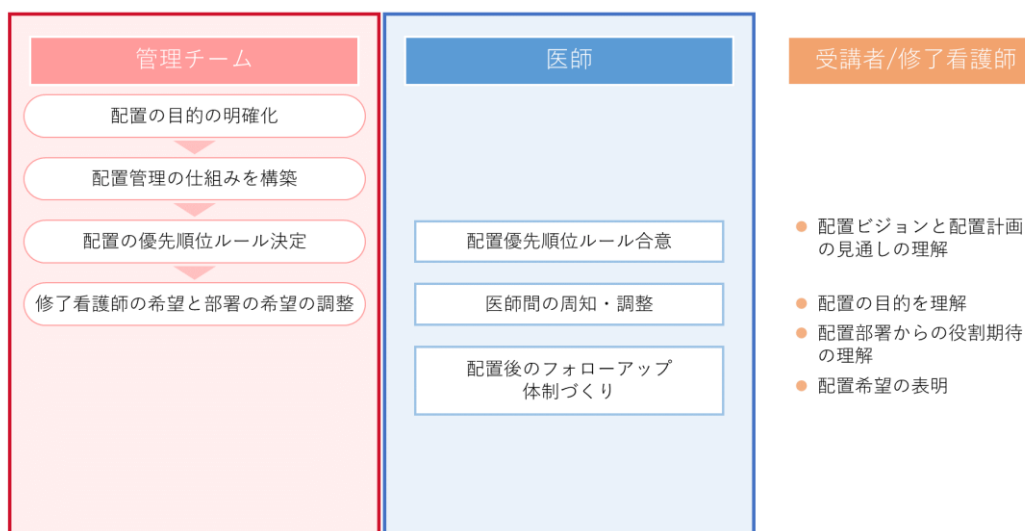 管理チーム
配置の目的の明確化
配置管理の仕組みを構築
配置の優先順位ルール決定
修了看護師の希望と部署の希望の調整
医師
配置優先順位ルール合意
医師間の周知・調整
配置後のフォローアップ
体制づくり
受講者/修了看護師
配置ビジョンと配置計画
の見通しの理解
配置の目的を理解
配置部署からの役割期待
の理解
配置希望の表明